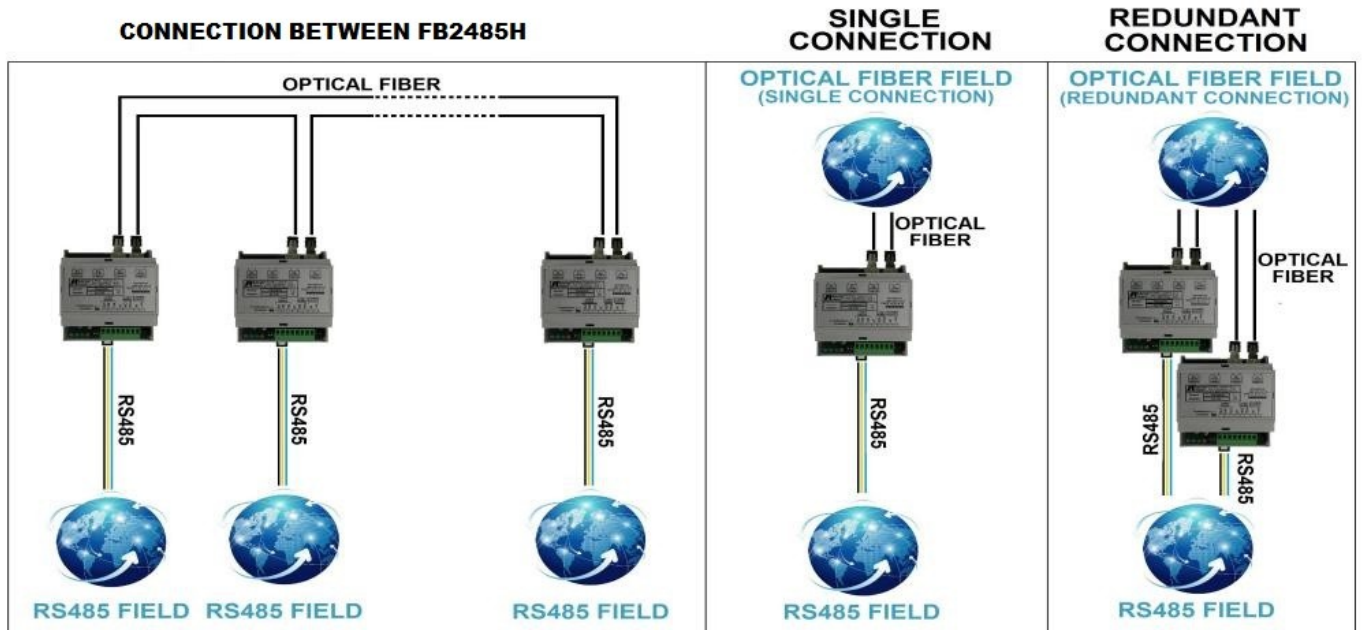 CONNECTION BETWEEN FB2485H
SINGLE
CONNECTION
REDUNDANT
CONNECTION
OPTICAL FIBER
RS485
RS485
RS485
RS485 FIELD
RS485 FIELD
RS485 FIELD
OPTICAL FIBER FIELD
(SINGLE CONNECTION)
OPTICAL
FIBER
RS485
RS485 FIELD
OPTICAL FIBER FIELD
(REDUNDANT CONNECTION)
OPTICAL
FIBER
RS485
RS485
RS485 FIELD